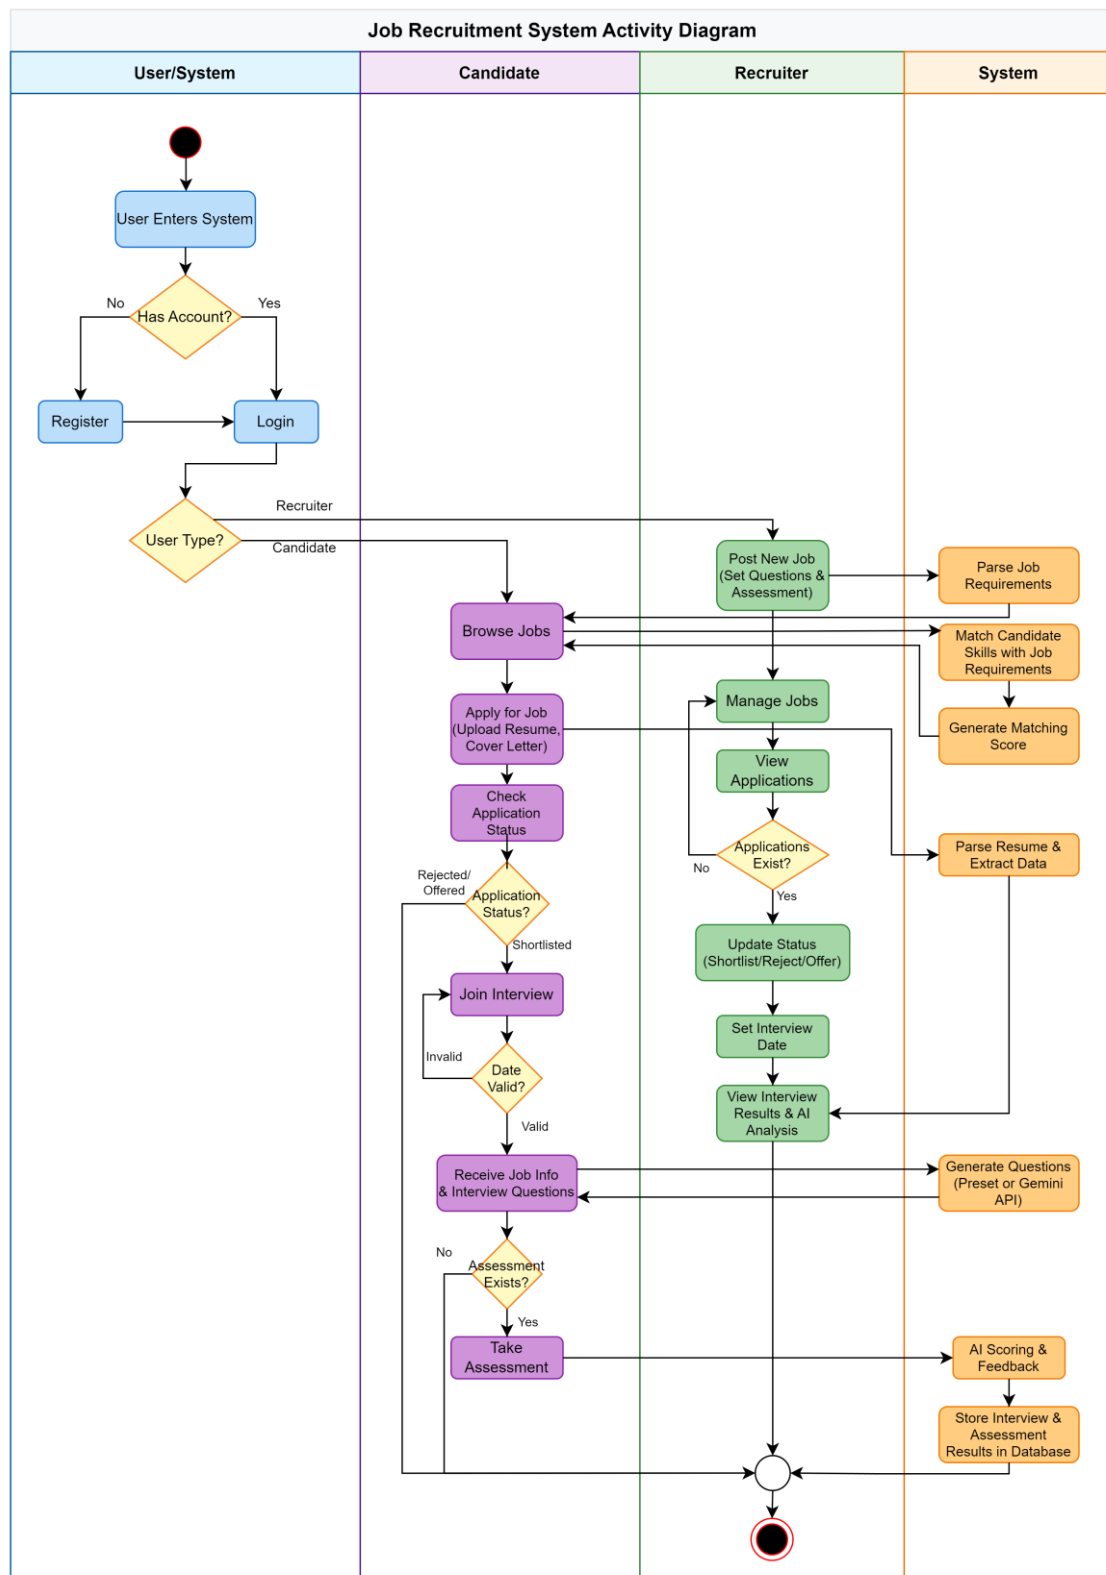 Job Recruitment System Activity Diagram
User/System
Candidate
Recruiter
System
User Enters System
No
Yes
Has Account?
Register
Login
Recruiter
User Type?
Candidate
Post New Job
(Set Questions &
Assessment)
Parse Job
Requirements
Browse Jobs
Match Candidate
Skills with Job
Requirements
Apply for Job
(Upload Resume,
Cover Letter)
Manage Jobs
Generate Matching
Score
View
Applications
Check
Application
Status
Applications
Exist?
No
Yes
Parse Resume &
Extract Data
Rejected/
Offered
Application
Status?
Shortlisted
Update Status
(Shortlist/Reject/Offer)
Join Interview
Set Interview
Date
Invalid
Date
Valid?
Valid
View Interview
Results & AI
Analysis
Receive Job Info
& Interview Questions
Generate Questions
(Preset or Gemini
API)
No
Assessment
Exists?
Yes
Take
Assessment
AI Scoring &
Feedback
Store Interview &
Assessment
Results in Database